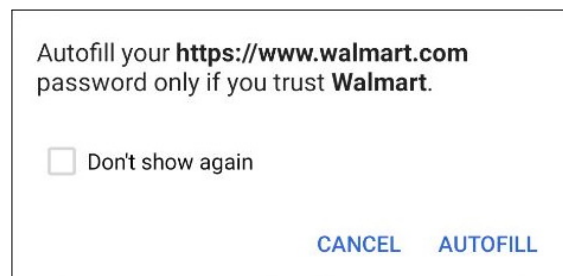 Autofill your https://www.walmart.com
password only if you trust Walmart.
Don't show again
CANCEL AUTOFILL